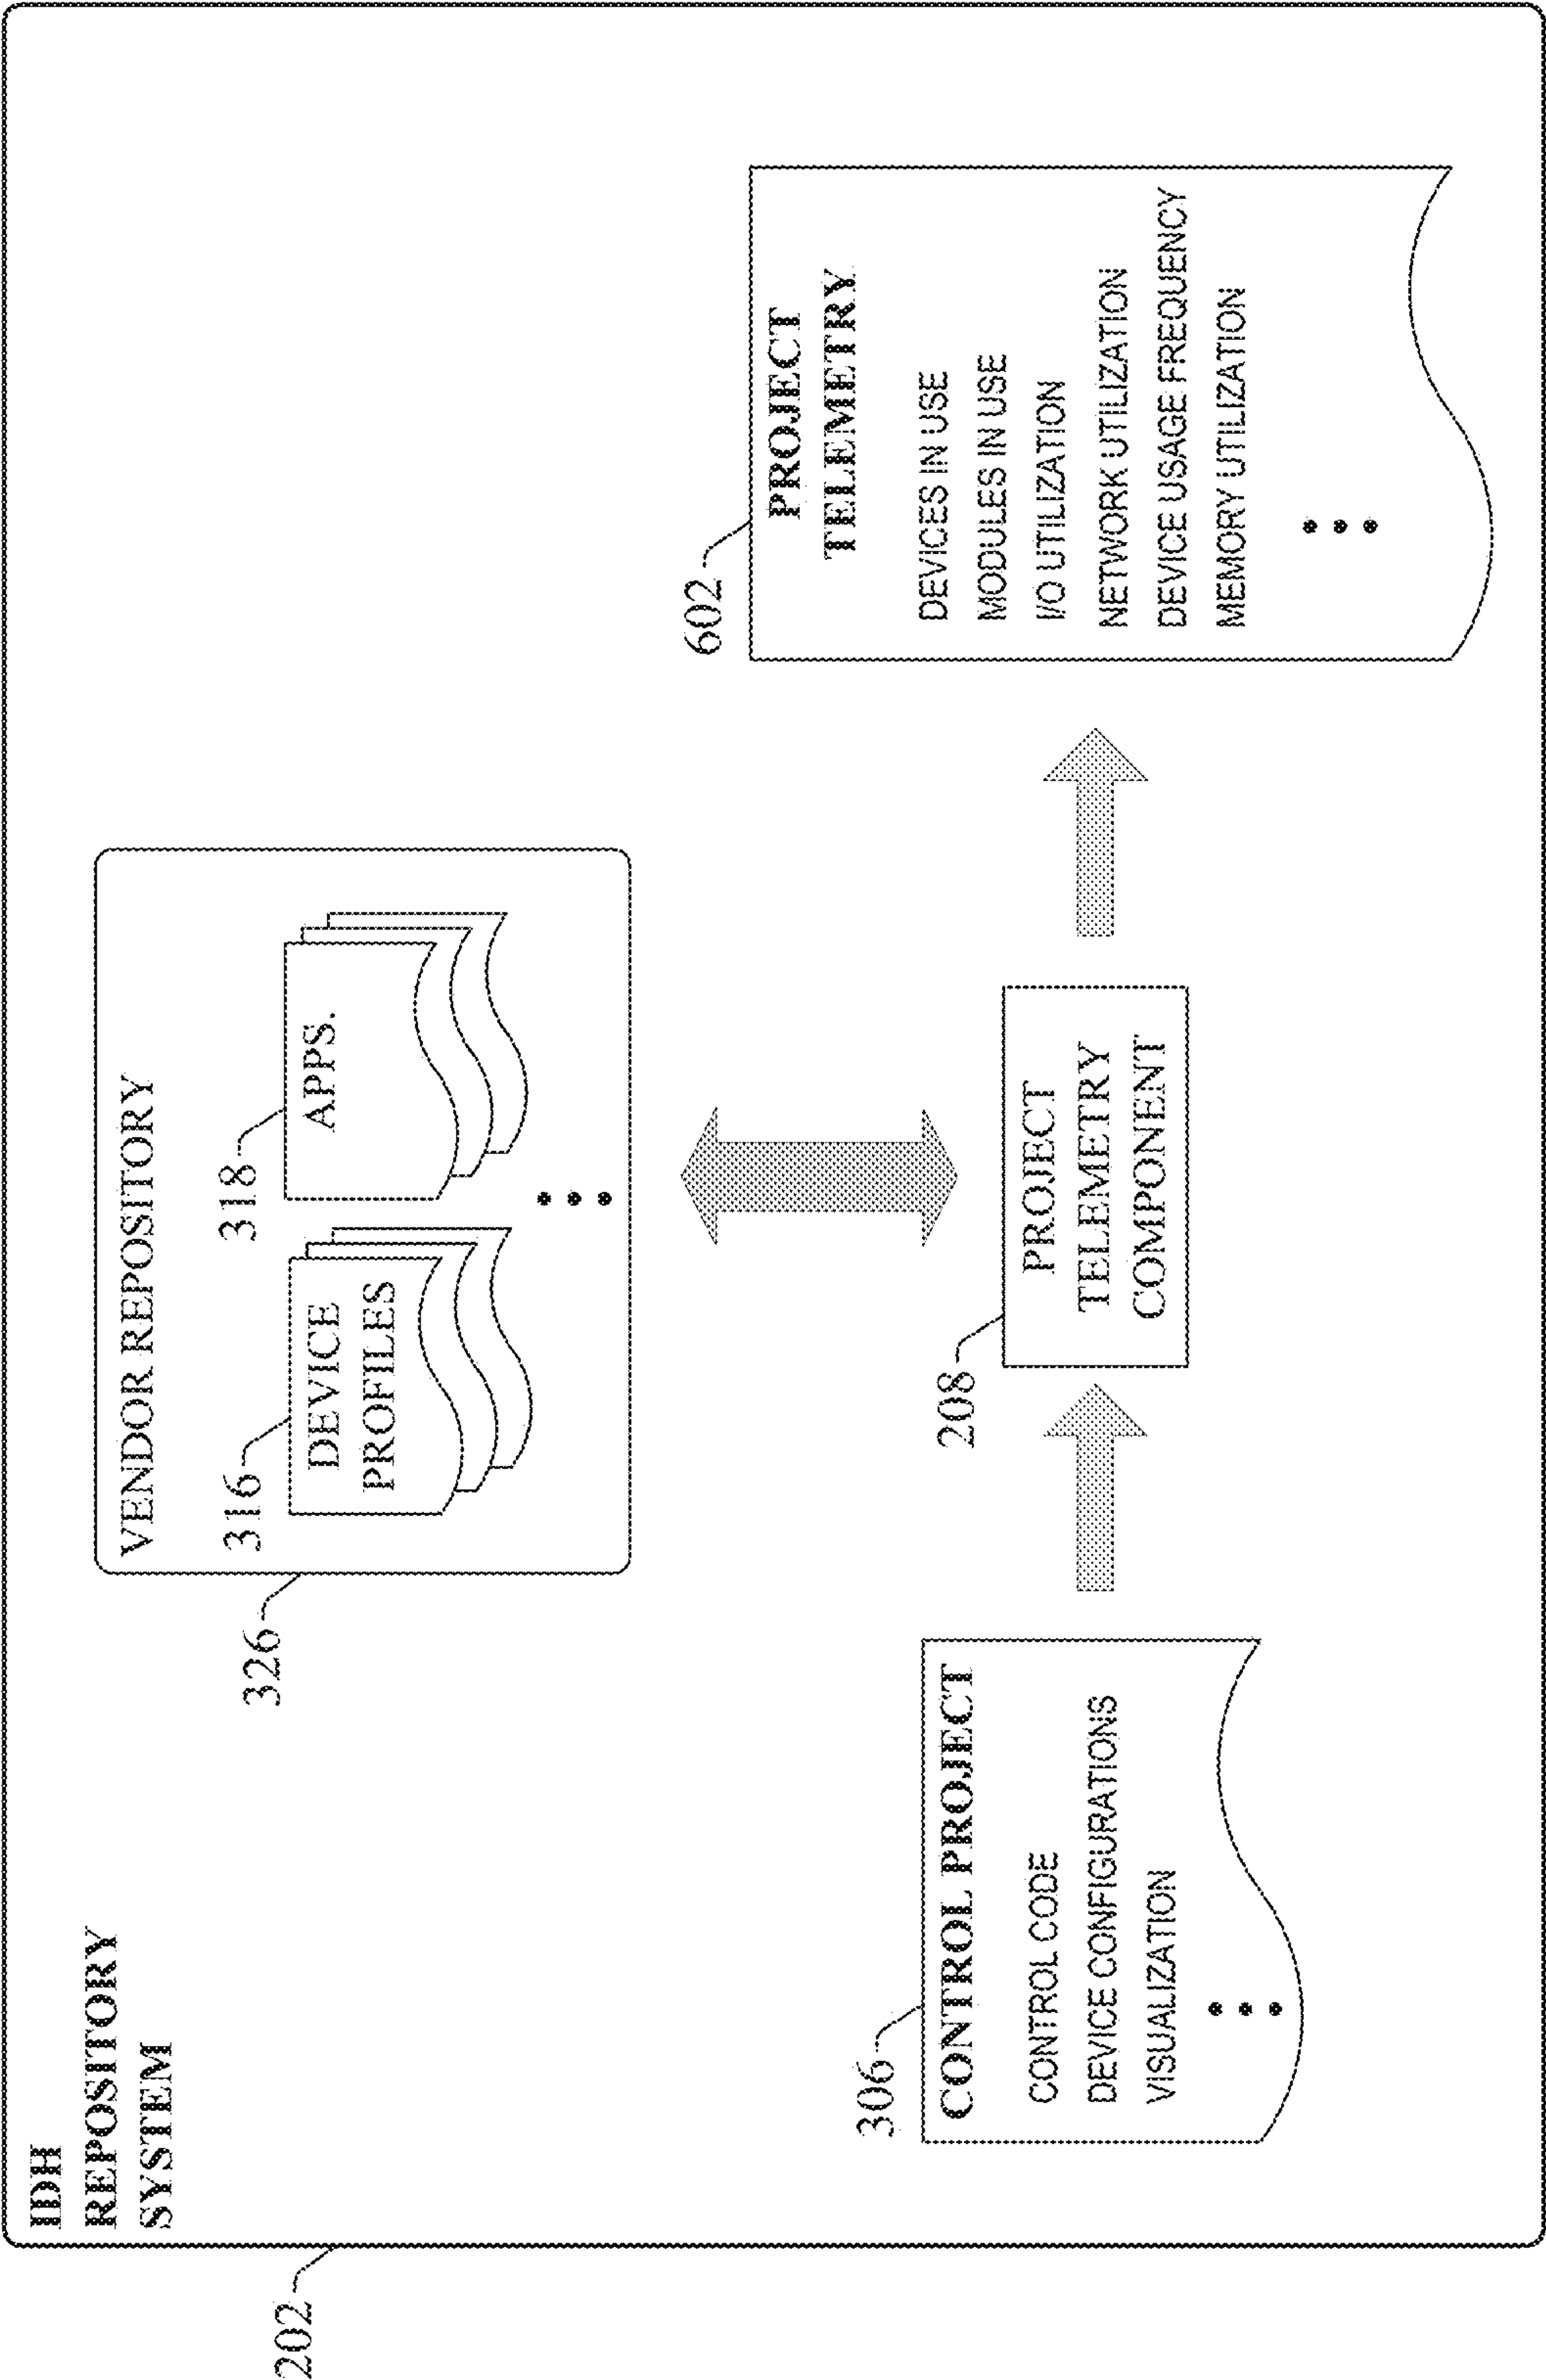 IDH
REPOSITORY
SYSTEM
202
VENDOR REPOSITORY
326
316
DEVICE
PROFILES
318
APPS.
306
CONTROL PROJECT
CONTROL CODE
DEVICE CONFIGURATIONS
VISUALIZATION
208
PROJECT
TELEMETRY
COMPONENT
602
PROJECT
TELEMETRY
DEVICES IN USE
MODULES IN USE
I/O UTILIZATION
NETWORK UTILIZATION
DEVICE USAGE FREQUENCY
MEMORY UTILIZATION